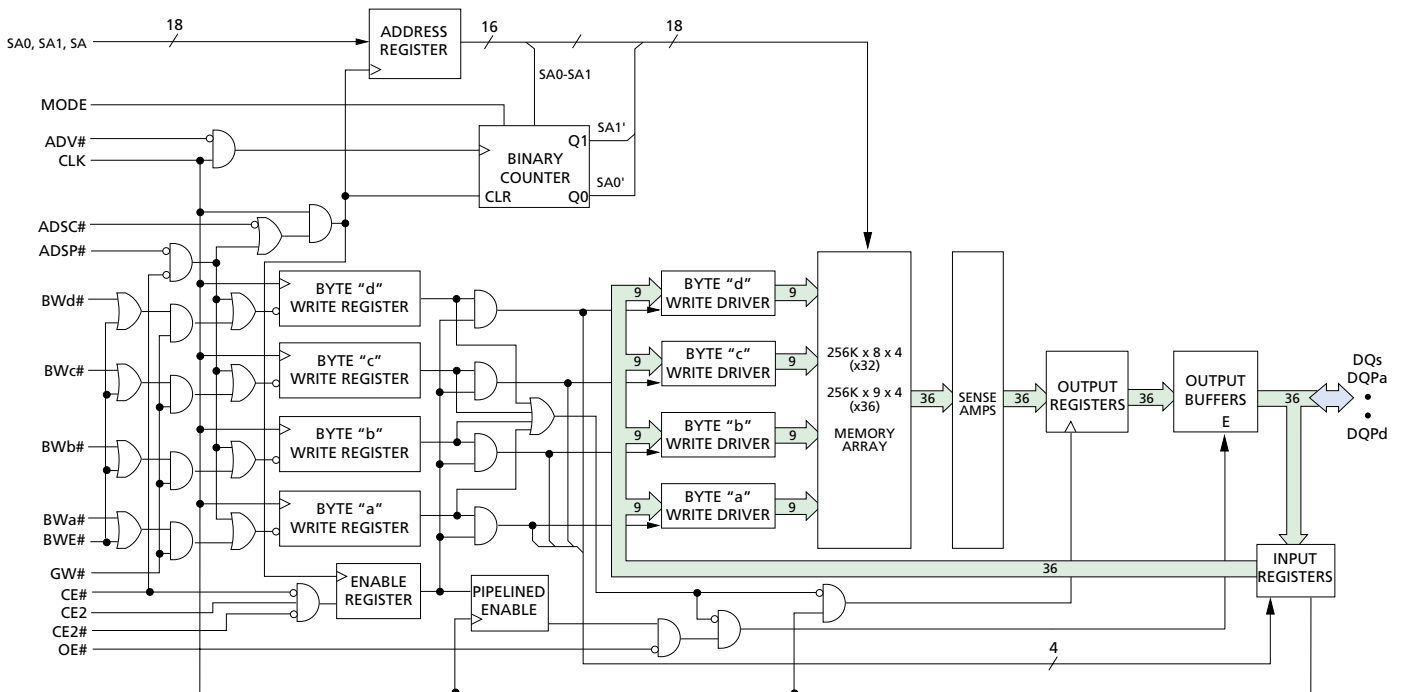 18
SA0, SA1, SA
ADDRESS
REGISTER
16
18
SA0-SA1
MODE
ADV#
CLK
BINARY
COUNTER
CLR
Q1
Q0
SA1'
SA0'
ADSC#
ADSP#
BWd#
BWc#
BWb#
BWa#
BWE#
GW#
CE#
CE2
CE2#
OE#
BYTE “d”
WRITE REGISTER
BYTE “c”
WRITE REGISTER
BYTE “b”
WRITE REGISTER
BYTE “a”
WRITE REGISTER
ENABLE
REGISTER
PIPELINED
ENABLE
9
BYTE “d”
WRITE DRIVER
9
9
BYTE “c”
WRITE DRIVER
9
9
BYTE “b”
WRITE DRIVER
9
9
BYTE “a”
WRITE DRIVER
9
256K x 8 x 4
(x32)
256K x 9 x 4
(x36)
MEMORY
ARRAY
36
SENSE
AMPS
36
OUTPUT
REGISTERS
36
OUTPUT
BUFFERS
E
36
DQs
DQPa
•
•
DQPd
36
INPUT
REGISTERS
4